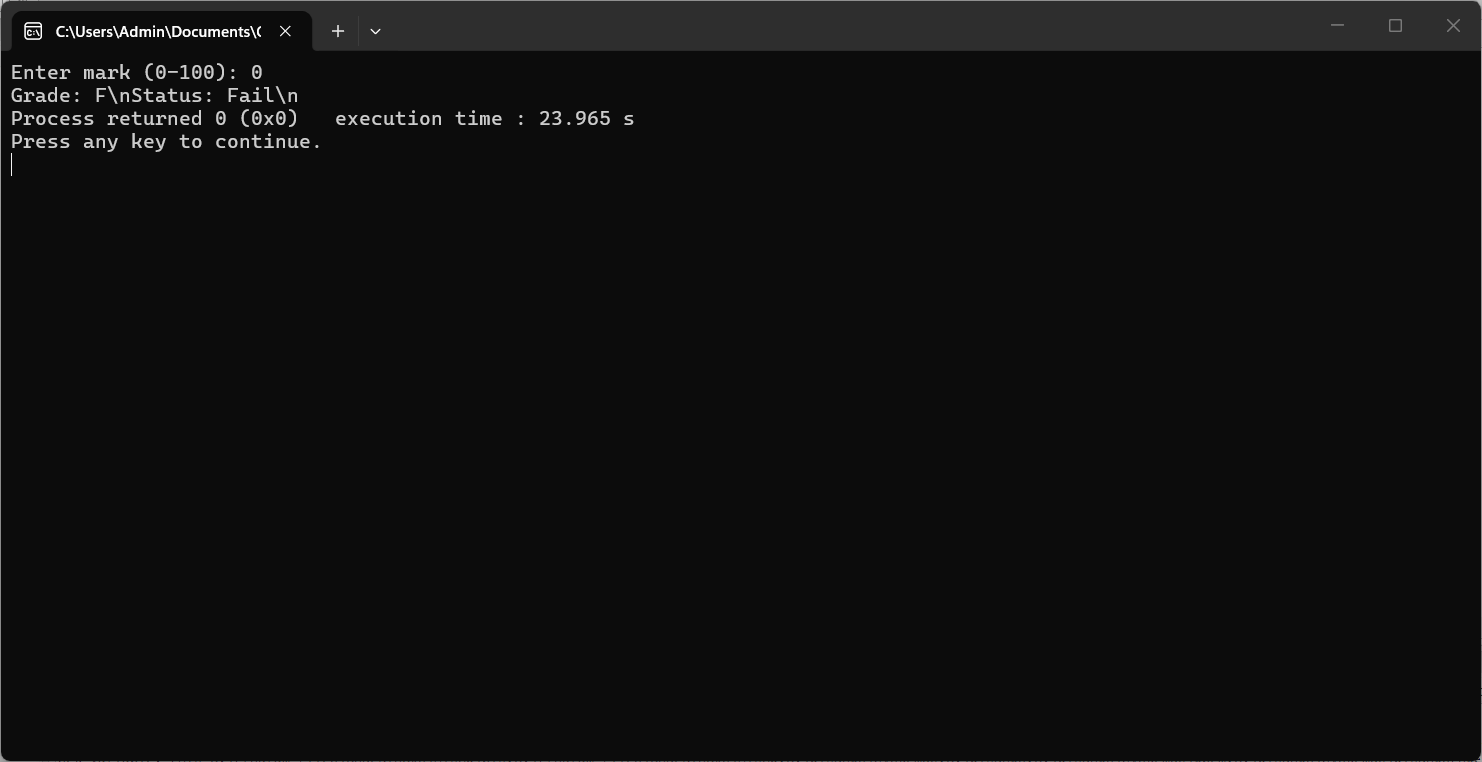 C:\Users\Admin\Documents\
Enter mark (0-100): 0
Grade: F\nStatus: Fail\n
Process returned 0 (0x0)   execution time : 23.965 s
Press any key to continue.